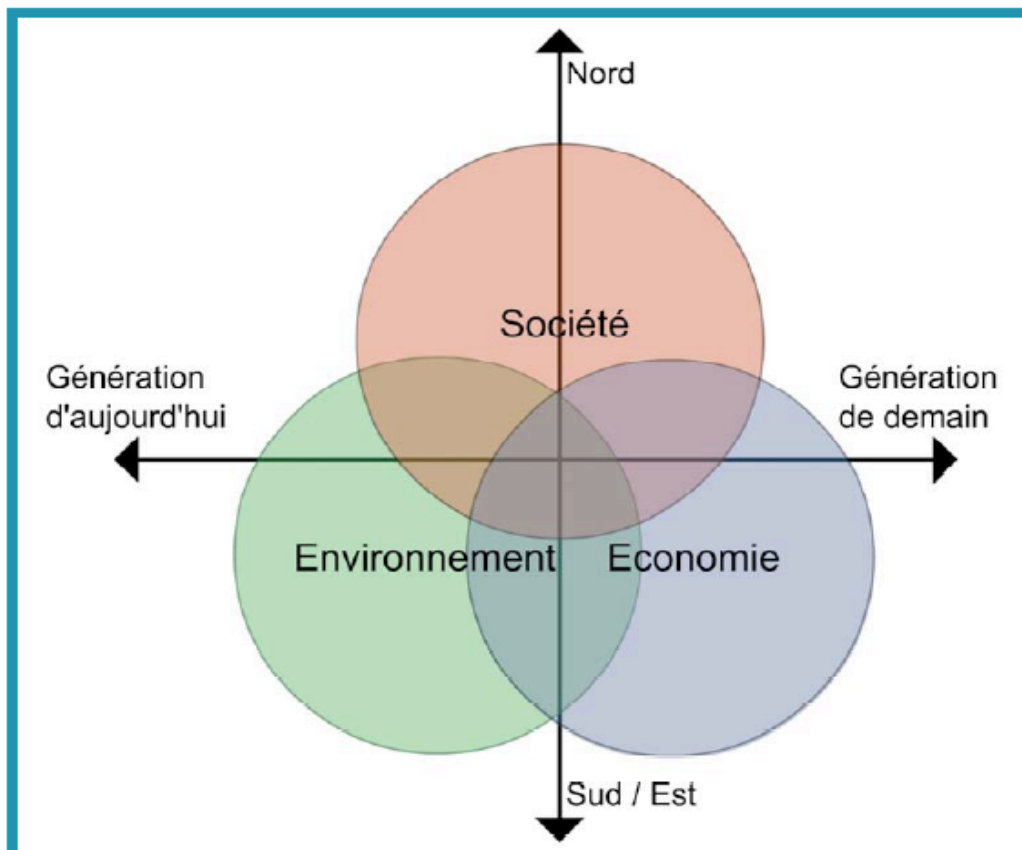 Nord
Société
Génération
d'aujourd'hui
Génération
de demain
Environnement
Economie
Sud / Est